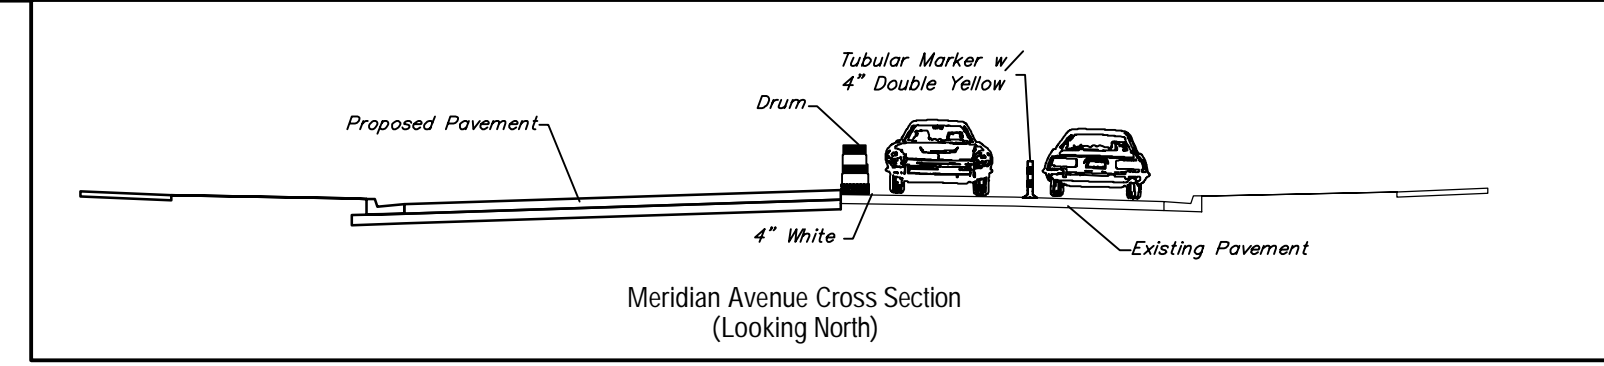 Tubular Marker w/
4" Double Yellow
Drum
Proposed Pavement
4" White
Existing Pavement
Meridian Avenue Cross Section
(Looking North)